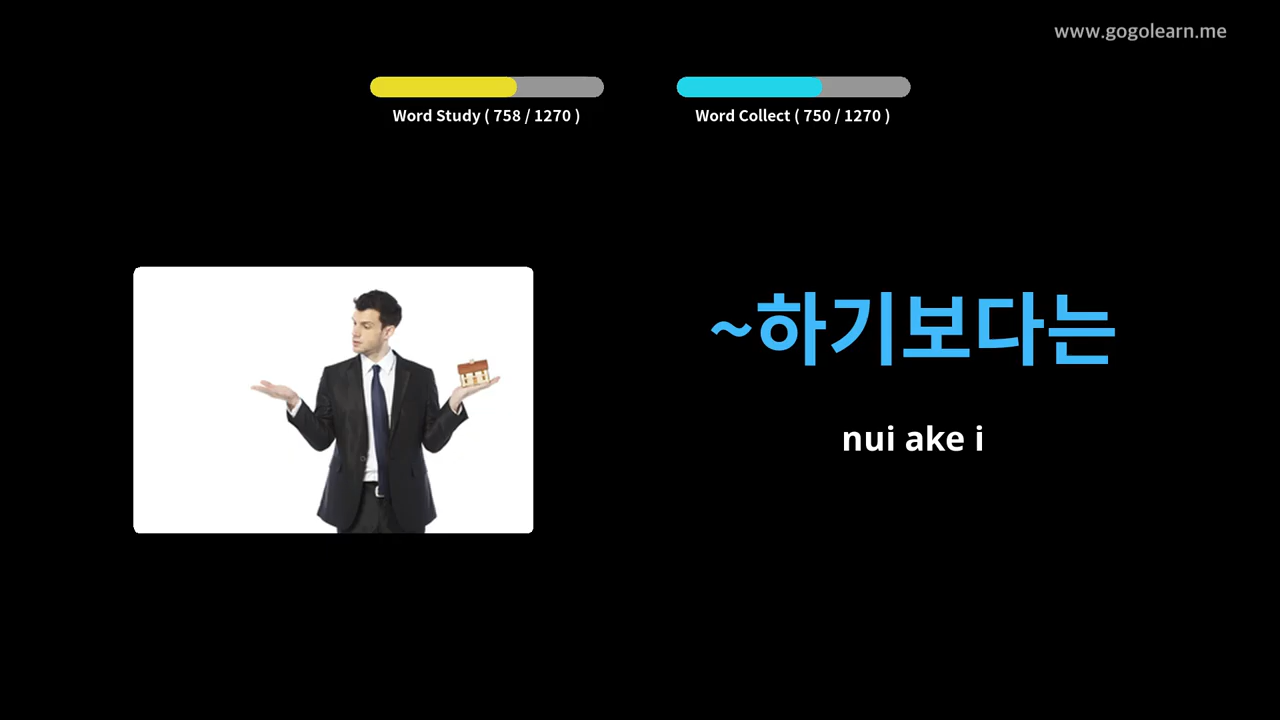 www.gogolearn.me
Word Study ( 758 / 1270 )
Word Collect ( 750 / 1270 )
~하기보다는
nui ake i